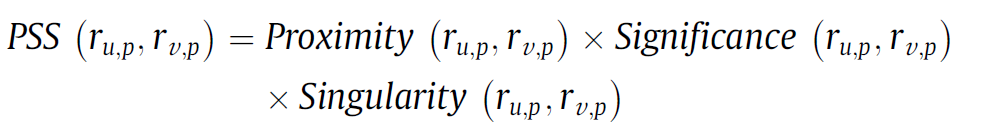 PSS (r_{u,p}, r_{v,p}) = Proximity (r_{u,p}, r_{v,p}) × Significance (r_{u,p}, r_{v,p})
× Singularity (r_{u,p}, r_{v,p})